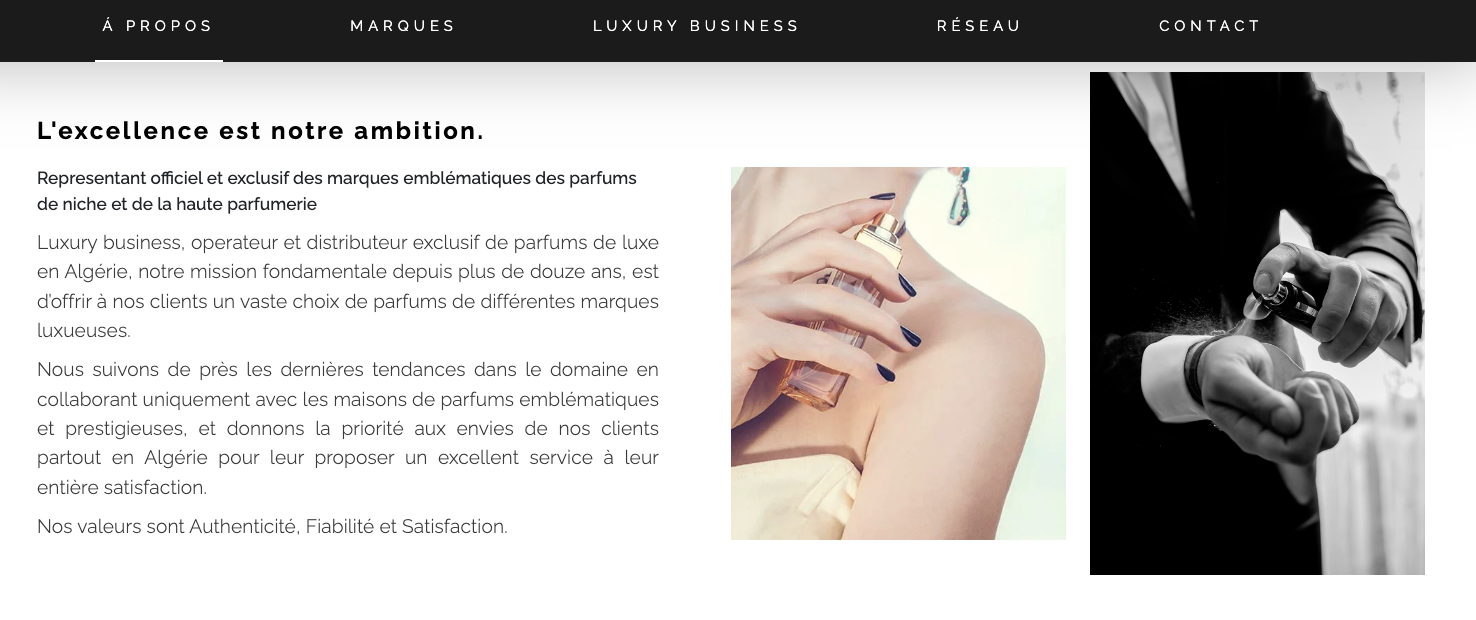 Á PROPOS
MARQUES
LUXURY BUSINESS
RÉSEAU
CONTACT
L'excellence est notre ambition.
Representant officiel et exclusif des marques emblématiques des parfums
de niche et de la haute parfumerie
Luxury business, operateur et distributeur exclusif de parfums de luxe
en Algérie, notre mission fondamentale depuis plus de douze ans, est
d'offrir à nos clients un vaste choix de parfums de différentes marques
luxueuses.
Nous suivons de près les dernières tendances dans le domaine en
collaborant uniquement avec les maisons de parfums emblématiques
et prestigieuses, et donnons la priorité aux envies de nos clients
partout en Algérie pour leur proposer un excellent service à leur
entière satisfaction.
Nos valeurs sont Authenticité, Fiabilité et Satisfaction.